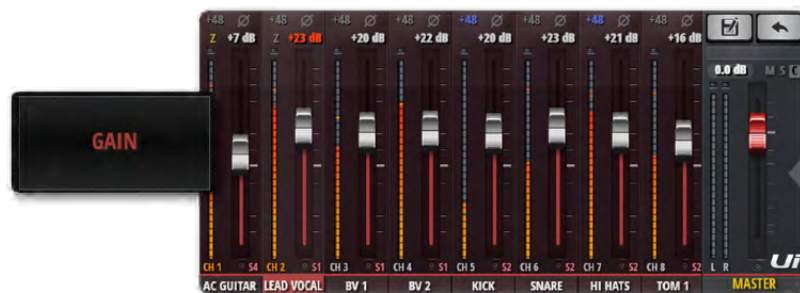 +48 +48 +48 +48 +48 +48 +48 +48
Z +7 dB Z +23 dB +20 dB +22 dB +20 dB +23 dB +21 dB +16 dB
0.0 dB M S
GAIN
CH 1 S4 CH 2 S1 CH 3 S1 CH 4 S1 CH 5 S2 CH 6 S2 CH 7 S2 CH 8 S2 L R Ui
AC GUITAR LEAD VOCAL BV 1 BV 2 KICK SNARE HI HATS TOM 1 MASTER